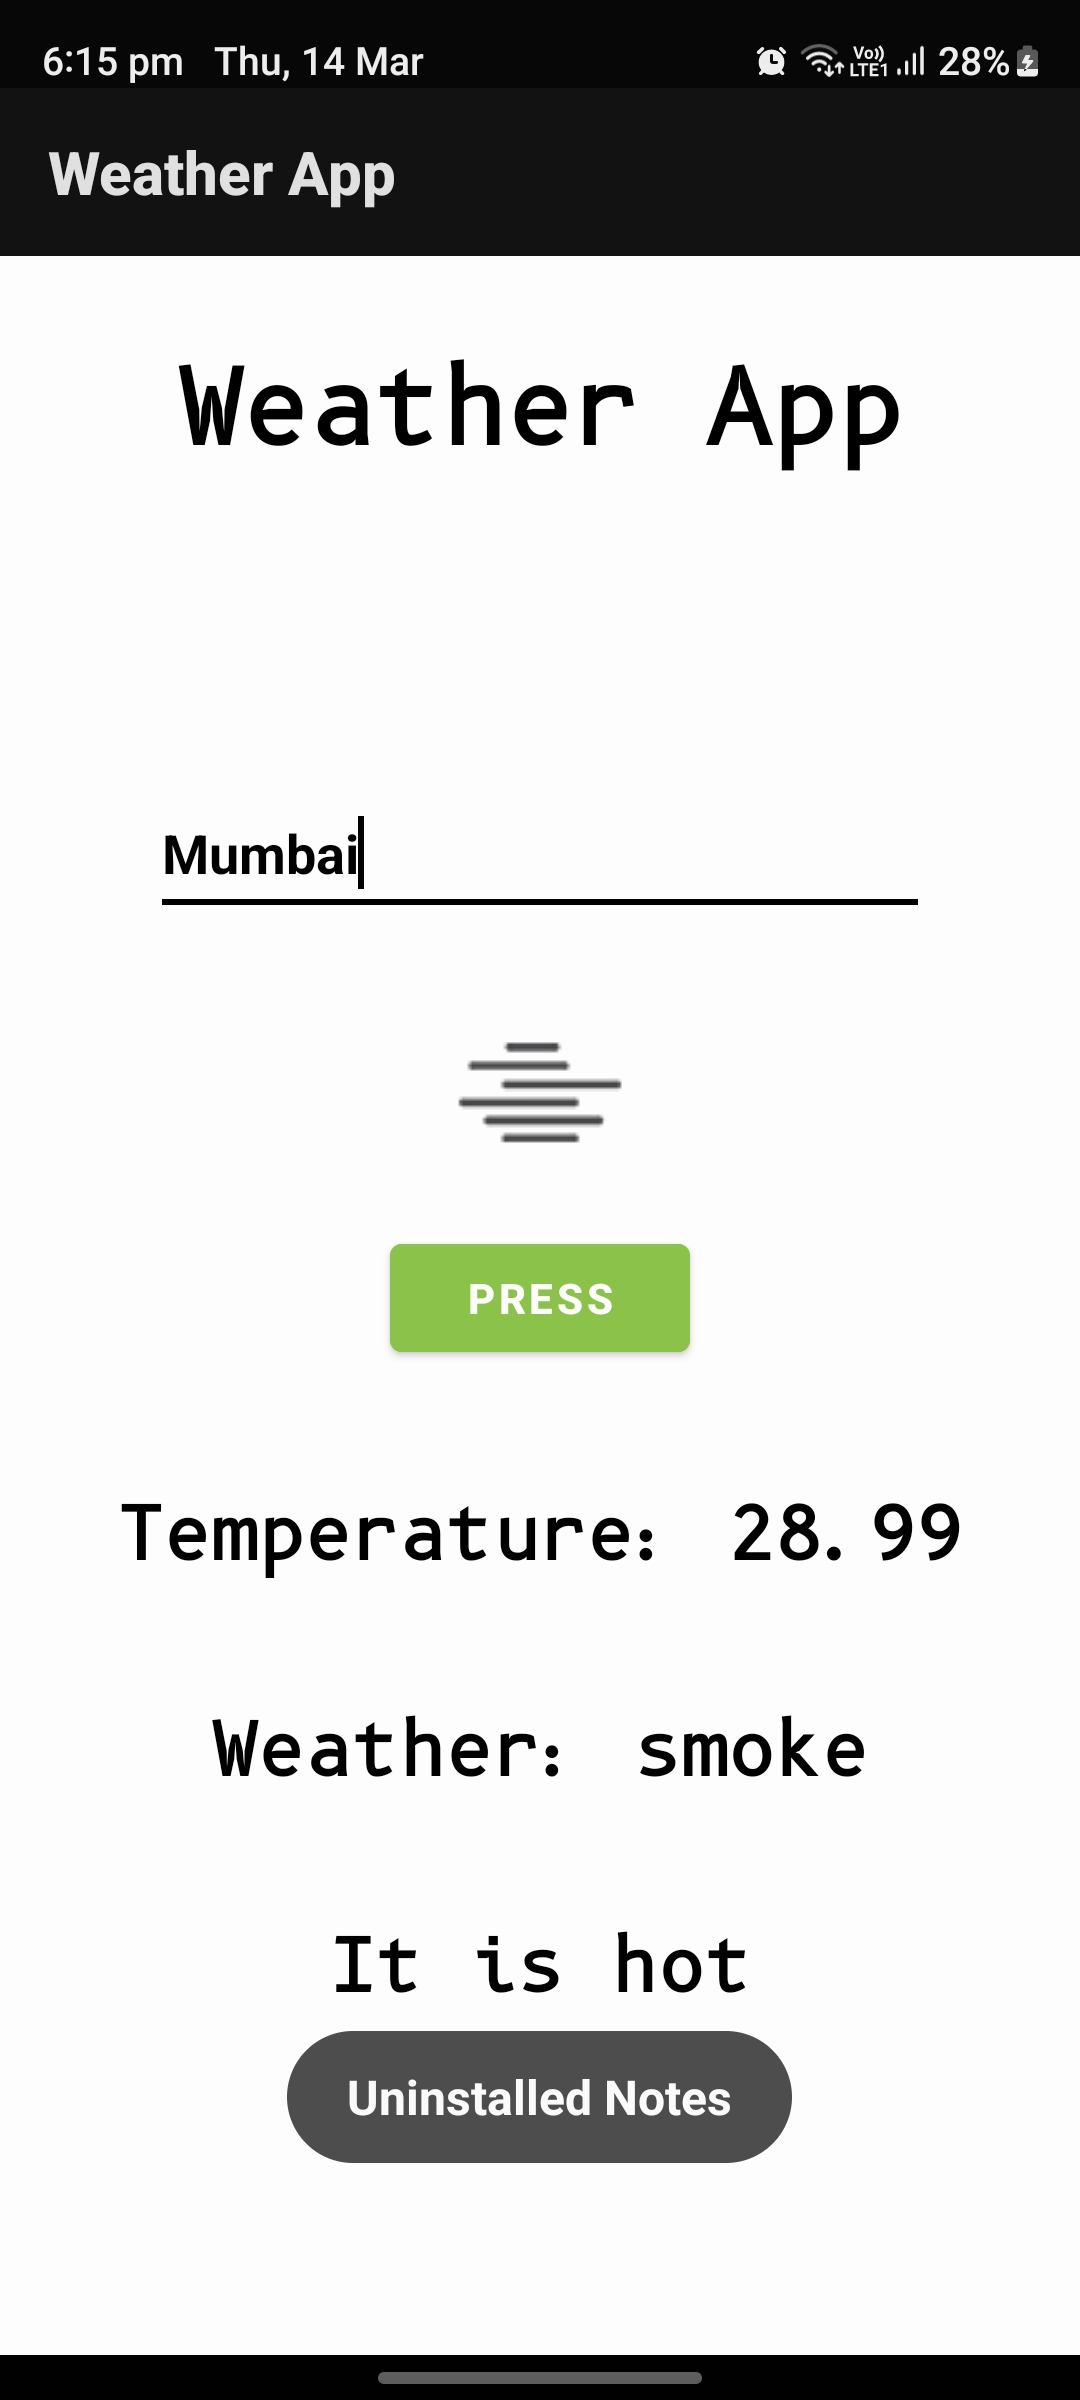 6:15 pm Thu, 14 Mar Vo)) LTE1 28%
Weather App
Weather App
Mumbai
PRESS
Temperature: 28.99
Weather: smoke
It is hot
Uninstalled Notes